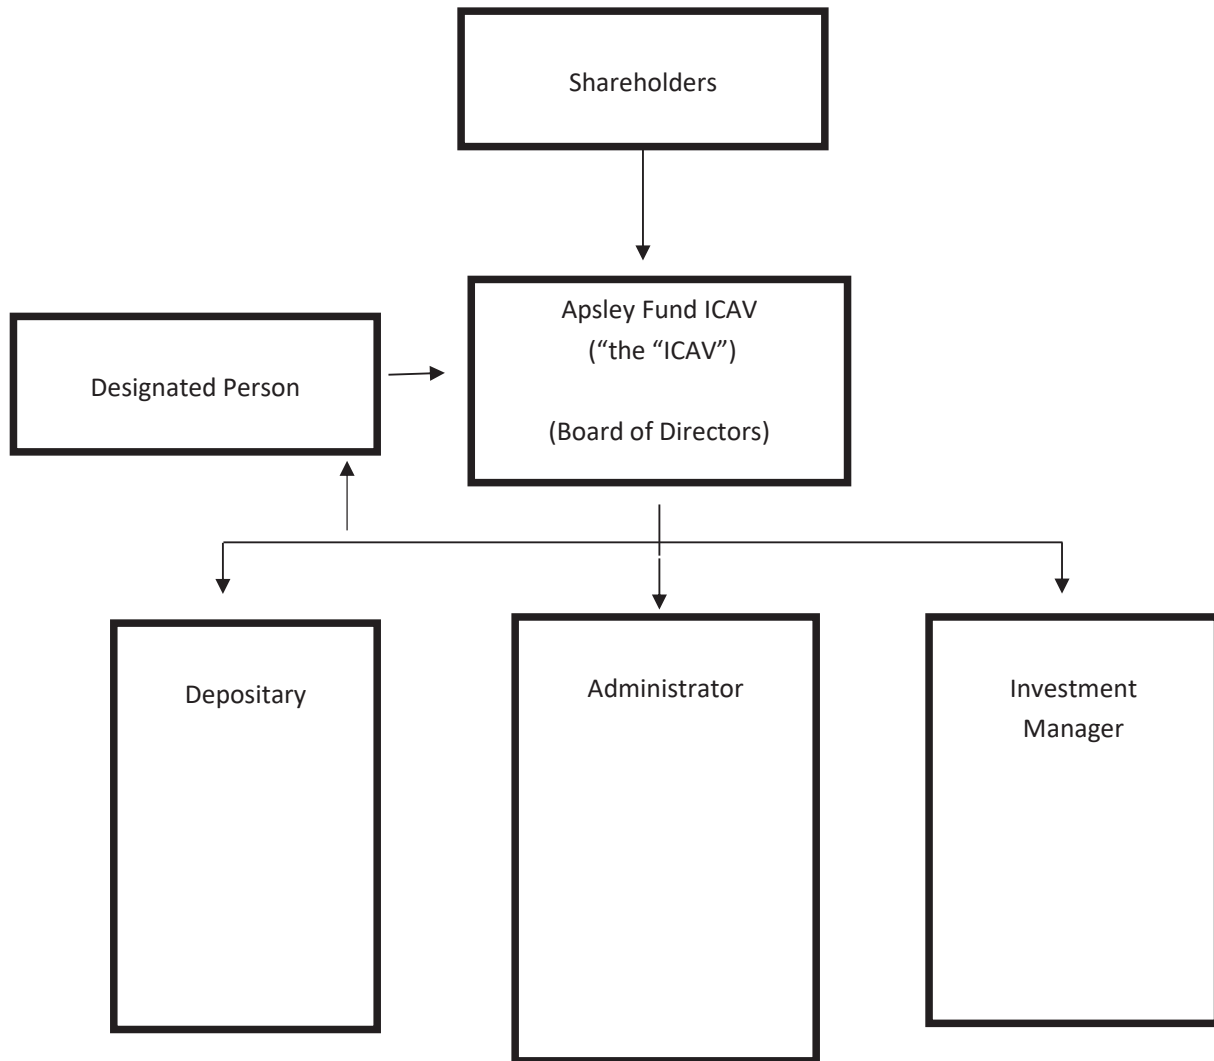 Shareholders
Apsley Fund ICAV
(“the “ICAV”)
(Board of Directors)
Designated Person
Depositary
Administrator
Investment
Manager